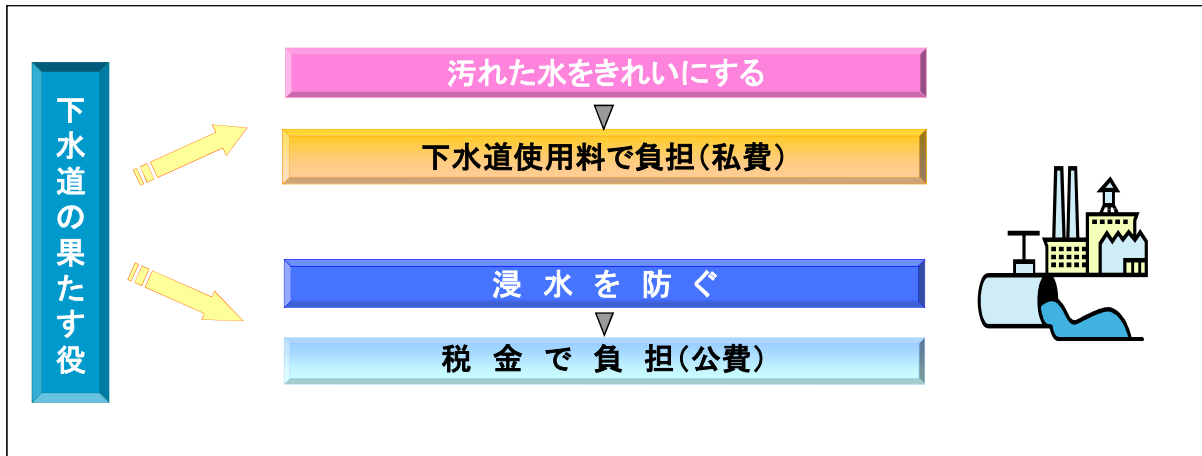 下水道の果たす役
汚れた水をきれいにする
下水道使用料で負担(私費)
浸 水 を 防 ぐ
税 金 で 負 担(公費)